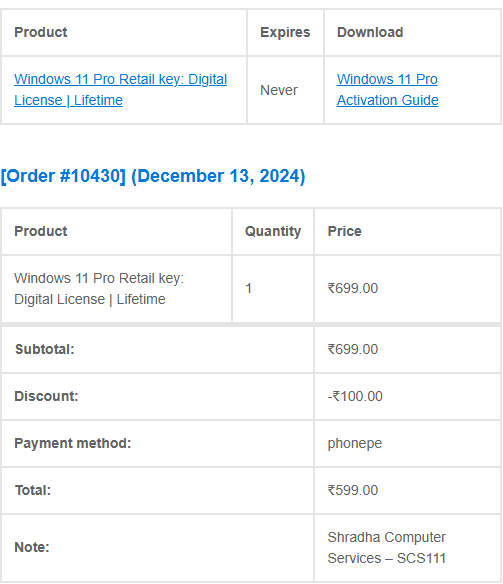 Product Expires Download
Windows 11 Pro Retail key: Digital Never Windows 11 Pro
License | Lifetime Activation Guide
[Order #10430] (December 13, 2024)
Product Quantity Price
Windows 11 Pro Retail key: 1 ₹699.00
Digital License | Lifetime
Subtotal: ₹699.00
Discount: -₹100.00
Payment method: phonepe
Total: ₹599.00
Note: Shradha Computer
Services – SCS111